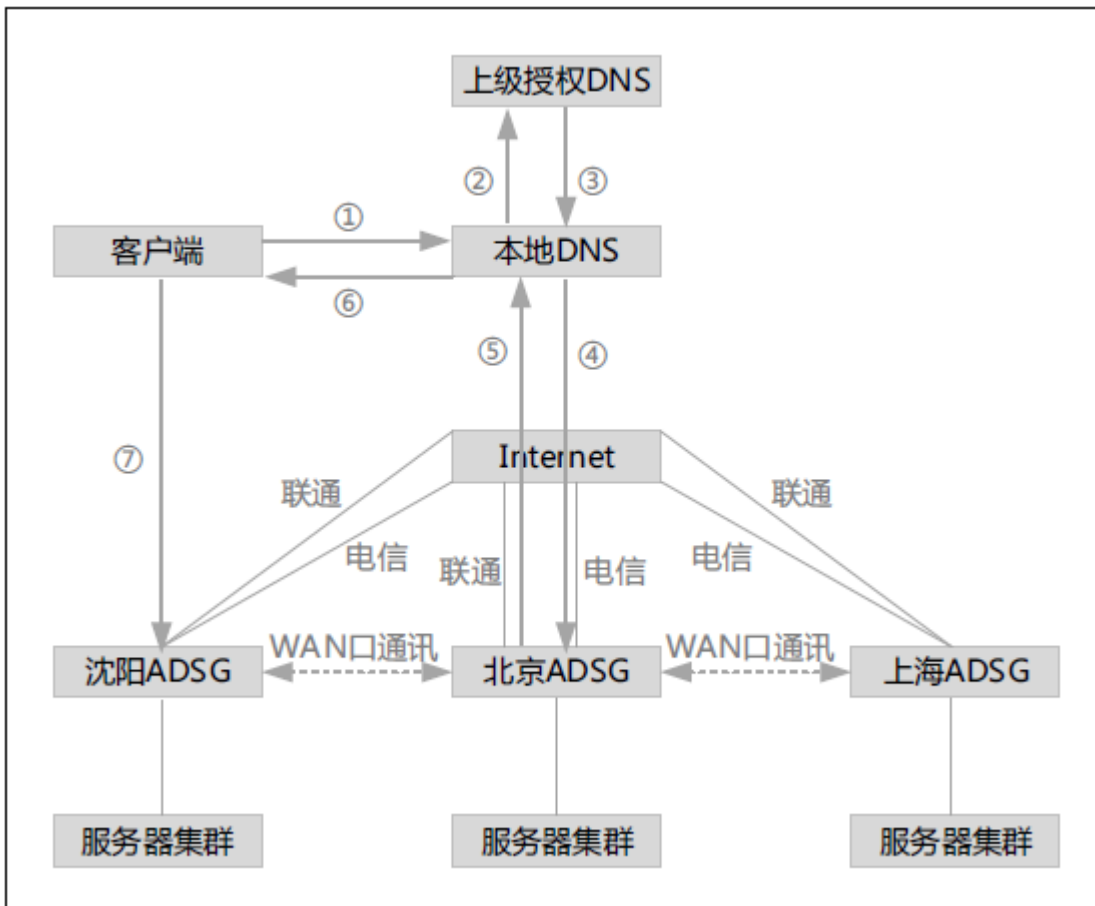 上级授权DNS
②
③
①
客户端
本地DNS
⑥
⑤
④
⑦
Internet
联通
联通
电信
联通
电信
电信
WAN口通讯
WAN口通讯
沈阳ADSG
北京ADSG
上海ADSG
服务器集群
服务器集群
服务器集群